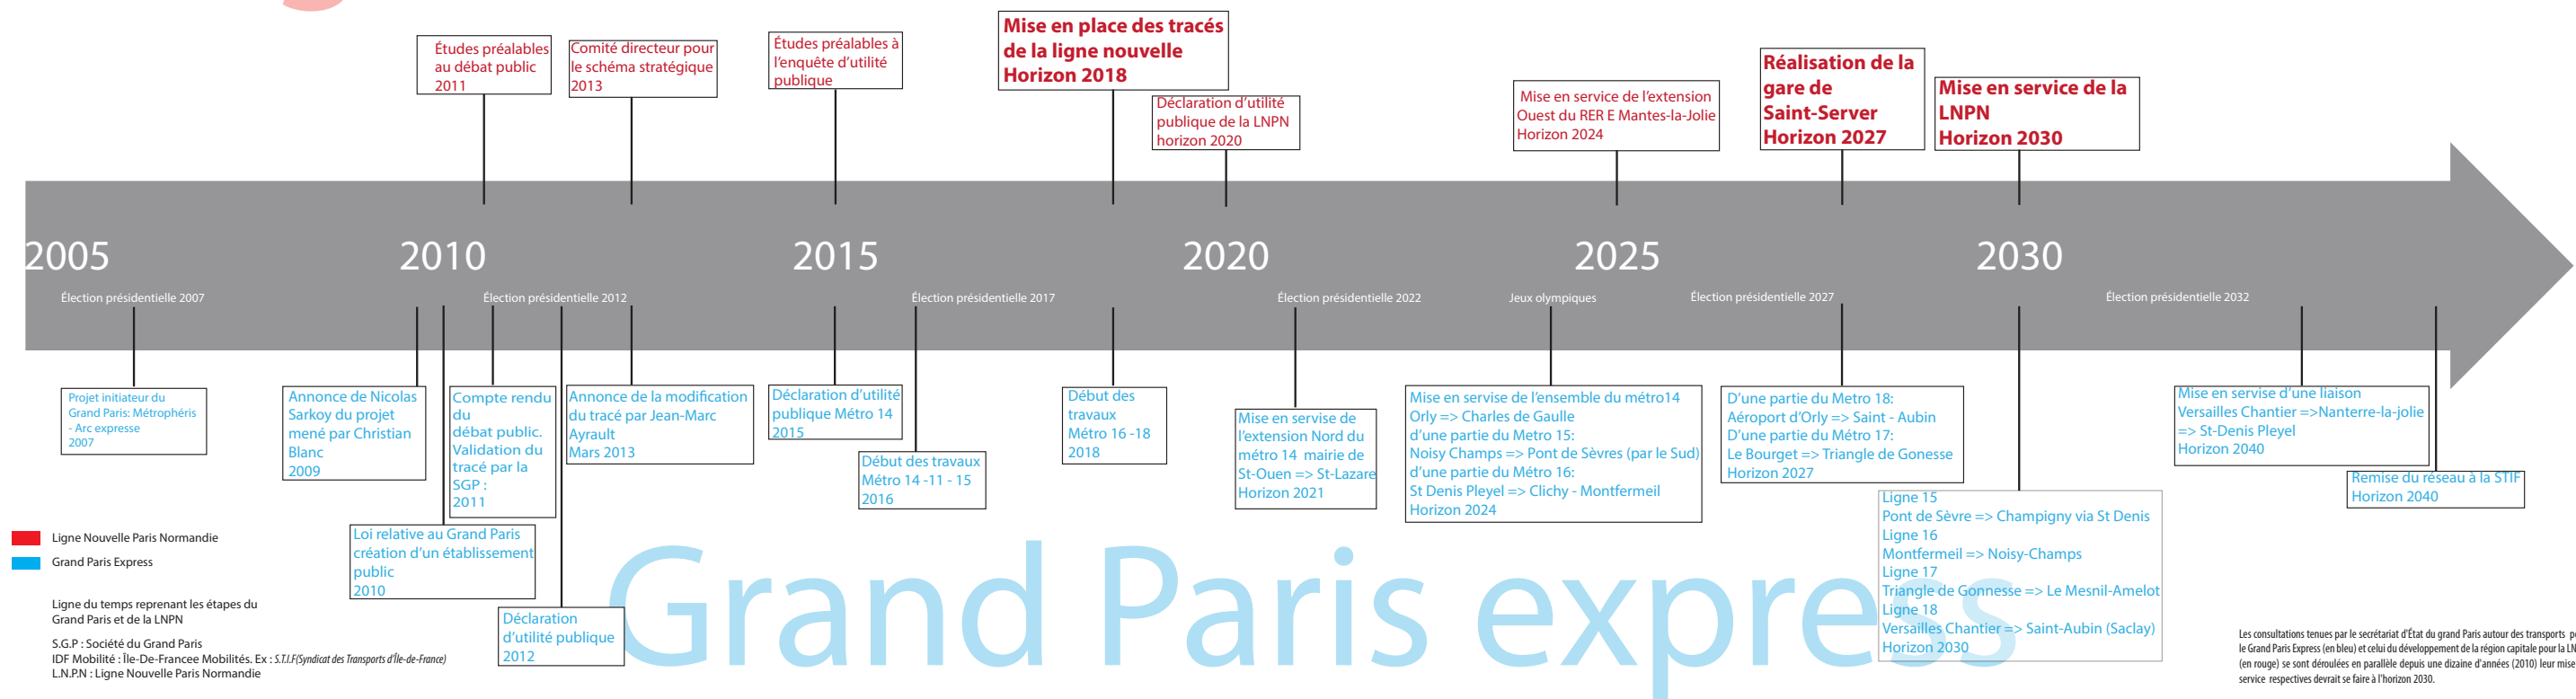 Études préalables
au débat public
2011
Comité directeur pour
le schéma stratégique
2013
Études préalables à
l'enquête d'utilité
publique
Mise en place des tracés
de la ligne nouvelle
Horizon 2018
Déclaration d'utilité
publique de la LNPN
horizon 2020
Mise en service de l'extension
Ouest du RER E Mantes-la-Jolie
Horizon 2024
Réalisation de la
gare de
Saint-Server
Horizon 2027
Mise en service de la
LNPN
Horizon 2030
2005
2010
2015
2020
2025
2030
Élection présidentielle 2007
Élection présidentielle 2012
Élection présidentielle 2017
Élection présidentielle 2022
Jeux olympiques
Élection présidentielle 2027
Élection présidentielle 2032
Projet initiateur du
Grand Paris: Métrophéris
- Arc expresse
2007
Annonce de Nicolas
Sarkoy du projet
mené par Christian
Blanc
2009
Loi relative au Grand Paris
création d'un établissement
public
2010
Compte rendu
du
débat public.
Validation du
tracé par la
SGP :
2011
Déclaration
d'utilité publique
2012
Annonce de la modification
du tracé par Jean-Marc
Ayrault
Mars 2013
Déclaration d'utilité
publique Métro 14
2015
Début des travaux
Métro 14 -11 - 15
2016
Début des
travaux
Métro 16 -18
2018
Mise en servise de
l'extension Nord du
métro 14 mairie de
St-Ouen => St-Lazare
Horizon 2021
Mise en servise de l'ensemble du métro14
Orly => Charles de Gaulle
d'une partie du Metro 15:
Noisy Champs => Pont de Sèvres (par le Sud)
d'une partie du Métro 16:
St Denis Pleyel => Clichy - Montfermeil
Horizon 2024
D'une partie du Metro 18:
Aéroport d'Orly => Saint - Aubin
D'une partie du Métro 17:
Le Bourget => Triangle de Gonesse
Horizon 2027
Ligne 15
Pont de Sèvre => Champigny via St Denis
Ligne 16
Montfermeil => Noisy-Champs
Ligne 17
Triangle de Gonnesse => Le Mesnil-Amelot
Ligne 18
Versailles Chantier => Saint-Aubin (Saclay)
Horizon 2030
Mise en servise d'une liaison
Versailles Chantier =>Nanterre-la-jolie
=> St-Denis Pleyel
Horizon 2040
Remise du réseau à la STIF
Horizon 2040
Grand Paris express
Ligne Nouvelle Paris Normandie
Grand Paris Express
Ligne du temps reprenant les étapes du
Grand Paris et de la LNPN
S.G.P : Société du Grand Paris
IDF Mobilité : Île-De-Francee Mobilités. Ex : S.T.I.F(Syndicat des Transports d'Île-de-France)
L.N.P.N : Ligne Nouvelle Paris Normandie
Les consultations tenues par le secrétariat d'État du grand Paris autour des transports
le Grand Paris Express (en bleu) et celui du développement de la région capitale pour la
(en rouge) se sont déroulées en parallèle depuis une dizaine d'années (2010) leur mise
service respectives devrait se faire à l'horizon 2030.